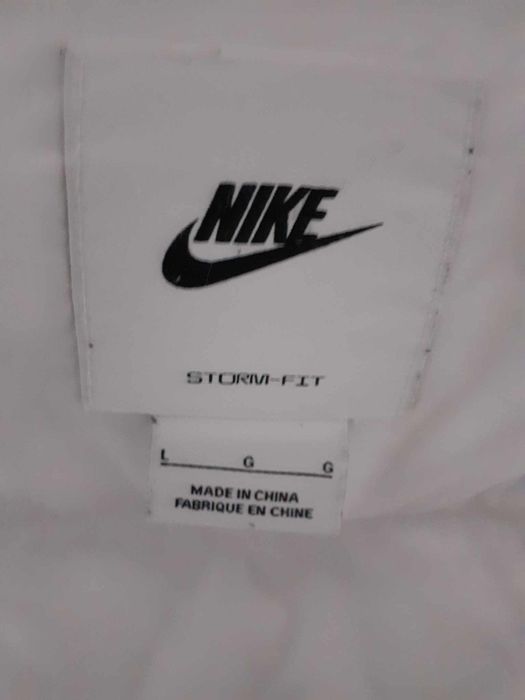 NIKE
STORM-FIT
L G G
MADE IN CHINA
FABRIQUE EN CHINE